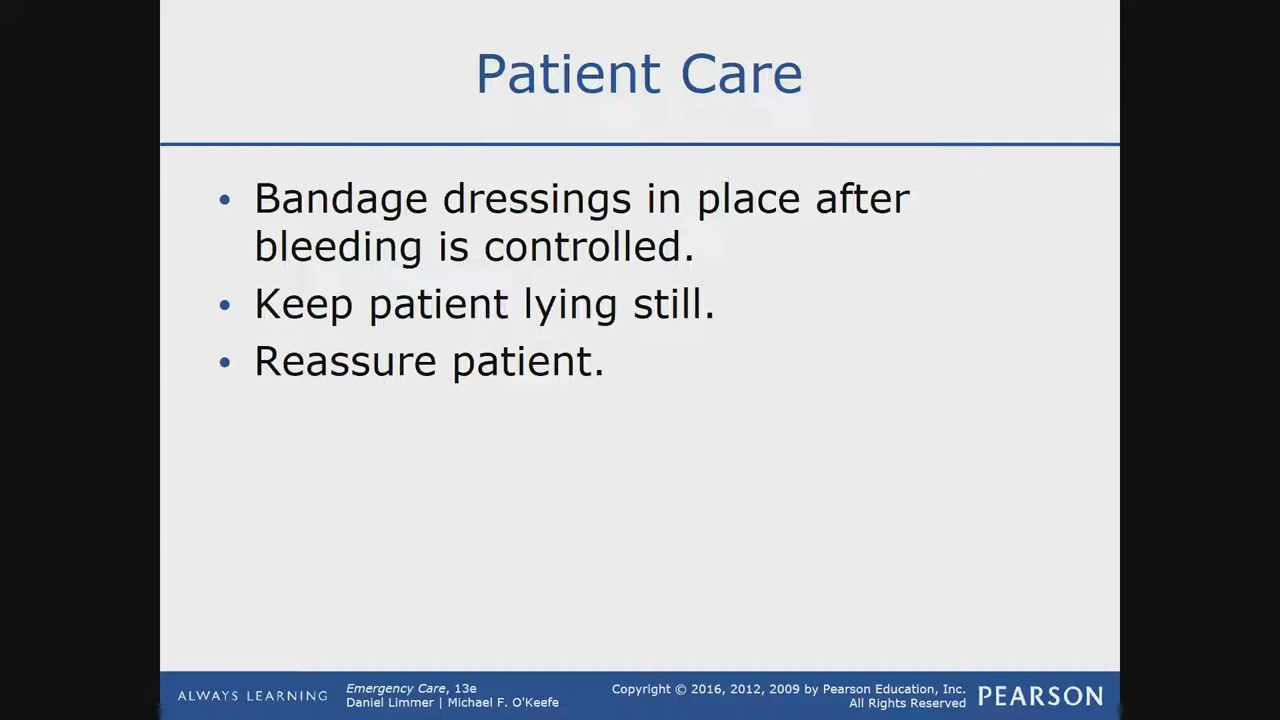 Patient Care
• Bandage dressings in place after
bleeding is controlled.
• Keep patient lying still.
• Reassure patient.
ALWAYS LEARNING
Emergency Care, 13e
Daniel Limmer | Michael F. O'Keefe
Copyright © 2016, 2012, 2009 by Pearson Education, Inc.
All Rights Reserved
PEARSON